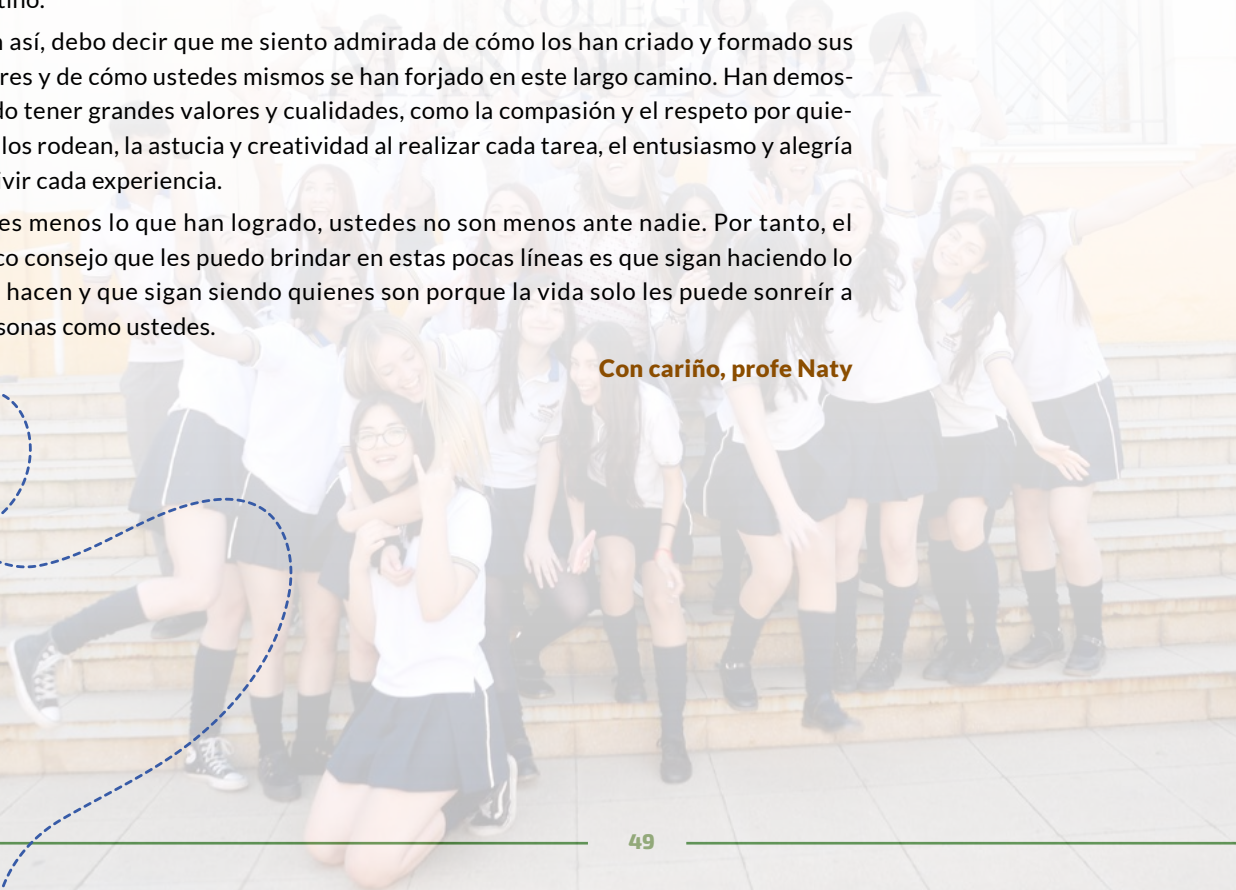 COLEGIO
MANQUECURA
tino.
n así, debo decir que me siento admirada de cómo los han criado y formado sus
res y de cómo ustedes mismos se han forjado en este largo camino. Han demos-
do tener grandes valores y cualidades, como la compasión y el respeto por quie-
los rodean, la astucia y creatividad al realizar cada tarea, el entusiasmo y alegría
ivir cada experiencia.
es menos lo que han logrado, ustedes no son menos ante nadie. Por tanto, el
co consejo que les puedo brindar en estas pocas líneas es que sigan haciendo lo
hacen y que sigan siendo quienes son porque la vida solo les puede sonreír a
sonas como ustedes.
Con cariño, profe Naty
49